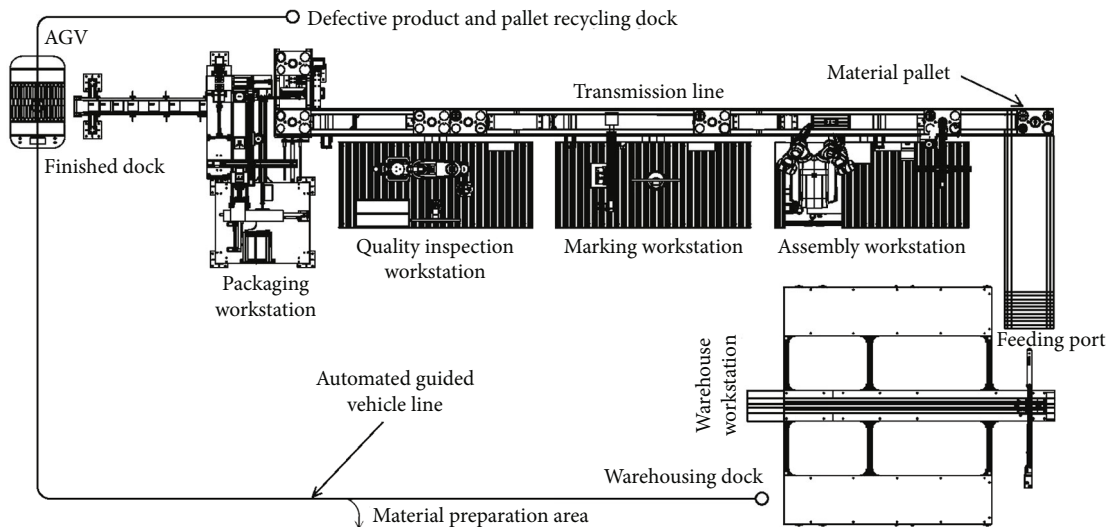 Defective product and pallet recycling dock
AGV
Material pallet
Transmission line
Finished dock
Quality inspection
workstation
Marking workstation
Assembly workstation
Packaging
workstation
Feeding port
Warehouse
workstation
Automated guided
vehicle line
Warehousing dock
Material preparation area